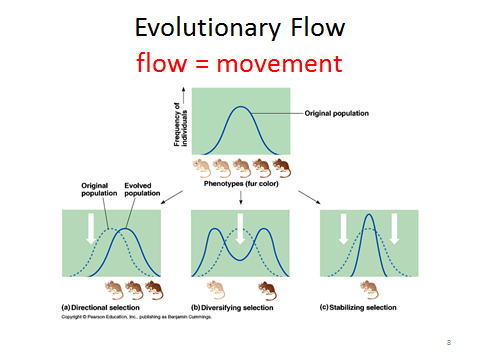 Evolutionary Flow
flow = movement
Frequency of
individuals
Original population
Phenotypes (fur color)
Original
population
Evolved
population
(a) Directional selection
(b) Diversifying selection
(c) Stabilizing selection
Copyright © Pearson Education, Inc., publishing as Benjamin Cummings.
8